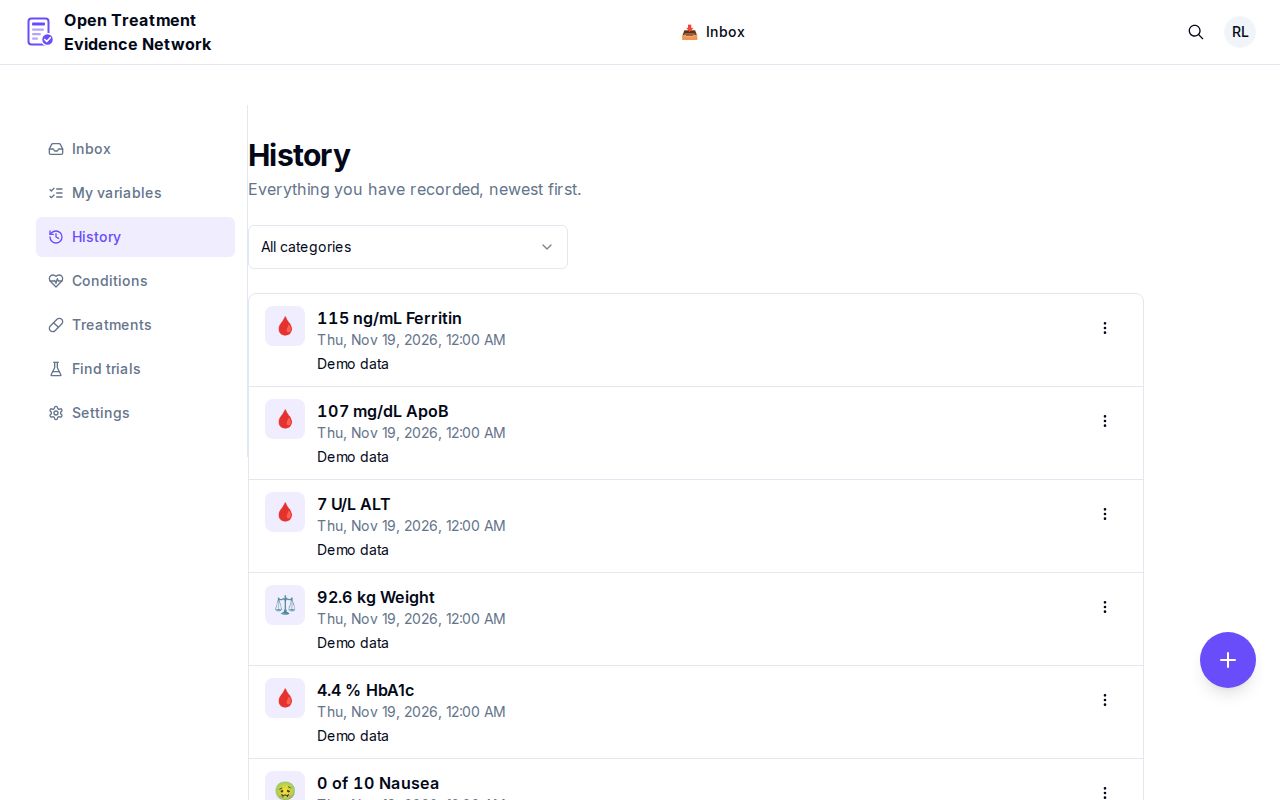 Open Treatment
Evidence Network
Inbox
RL
Inbox
My variables
History
Conditions
Treatments
Find trials
Settings
History
Everything you have recorded, newest first.
All categories
115 ng/mL Ferritin
Thu, Nov 19, 2026, 12:00 AM
Demo data
107 mg/dL ApoB
Thu, Nov 19, 2026, 12:00 AM
Demo data
7 U/L ALT
Thu, Nov 19, 2026, 12:00 AM
Demo data
92.6 kg Weight
Thu, Nov 19, 2026, 12:00 AM
Demo data
4.4 % HbA1c
Thu, Nov 19, 2026, 12:00 AM
Demo data
0 of 10 Nausea